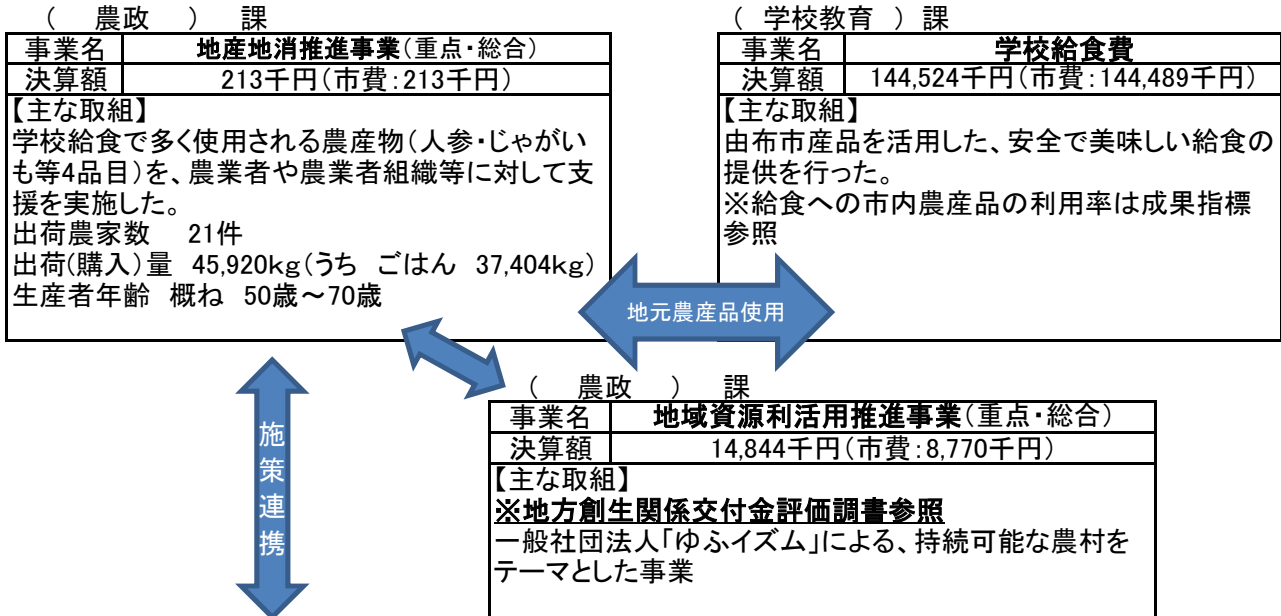 （　農政　）　課
事業名　地産地消推進事業（重点・総合）
決算額　213千円（市費：213千円）
【主な取組】
学校給食で多く使用される農産物（人参・じゃがい
も等4品目）を、農業者や農業者組織等に対して支
援を実施した。
出荷農家数　21件
出荷(購入)量　45,920kg（うち　ごはん　37,404kg）
生産者年齢　概ね　50歳～70歳
（　学校教育　）課
事業名　学校給食費
決算額　144,524千円（市費：144,489千円）
【主な取組】
由布市産品を活用した、安全で美味しい給食の
提供を行った。
※給食への市内農産品の利用率は成果指標
参照
地元農産品使用
施策連携
（　農政　）　課
事業名　地域資源利活用推進事業（重点・総合）
決算額　14,844千円（市費：8,770千円）
【主な取組】
※地方創生関係交付金評価調書参照
一般社団法人「ゆふイズム」による、持続可能な農村を
テーマとした事業